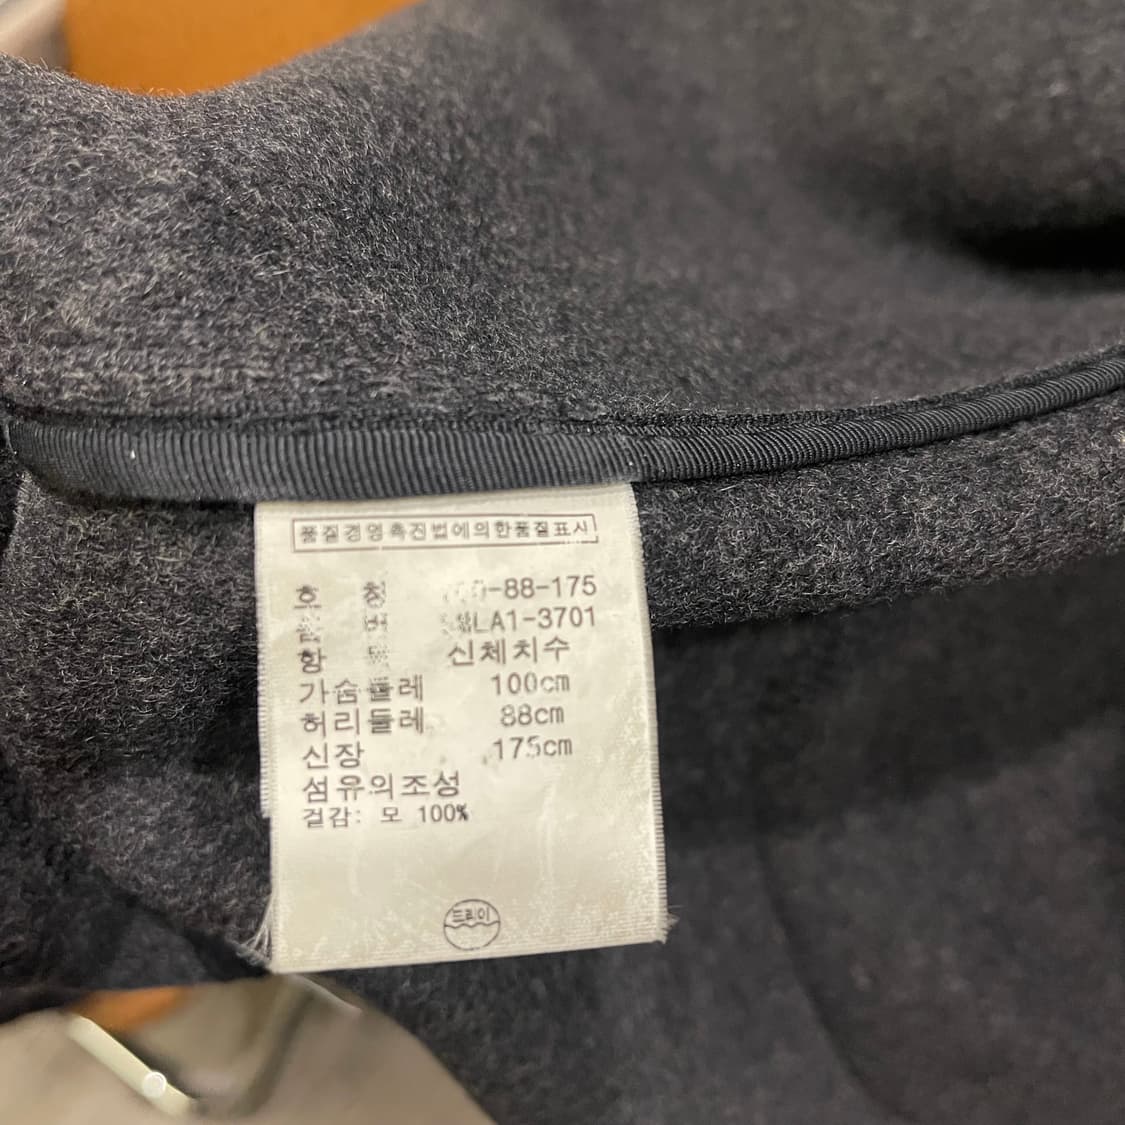 품질경영촉진법에의한품질표시
호 칭 -88-175
LA1-3701
항 신체치수
가슴둘레 100cm
허리둘레 88cm
신장 175cm
섬유의조성
겉감: 모 100%
드라이